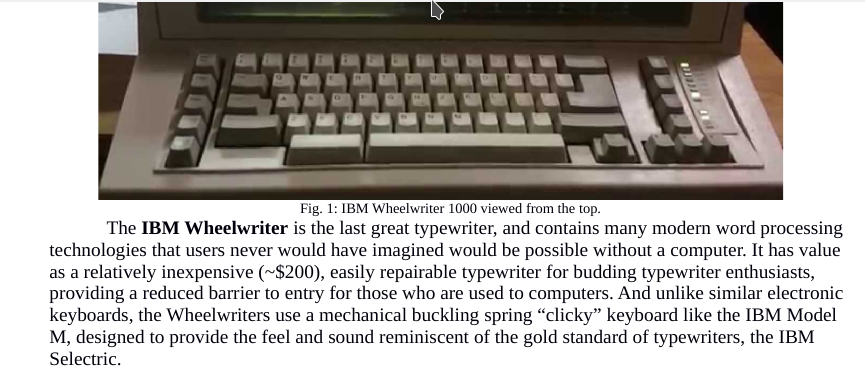 Fig. 1: IBM Wheelwriter 1000 viewed from the top.
The IBM Wheelwriter is the last great typewriter, and contains many modern word processing
technologies that users never would have imagined would be possible without a computer. It has value
as a relatively inexpensive (~$200), easily repairable typewriter for budding typewriter enthusiasts,
providing a reduced barrier to entry for those who are used to computers. And unlike similar electronic
keyboards, the Wheelwriters use a mechanical buckling spring “clicky” keyboard like the IBM Model
M, designed to provide the feel and sound reminiscent of the gold standard of typewriters, the IBM
Selectric.